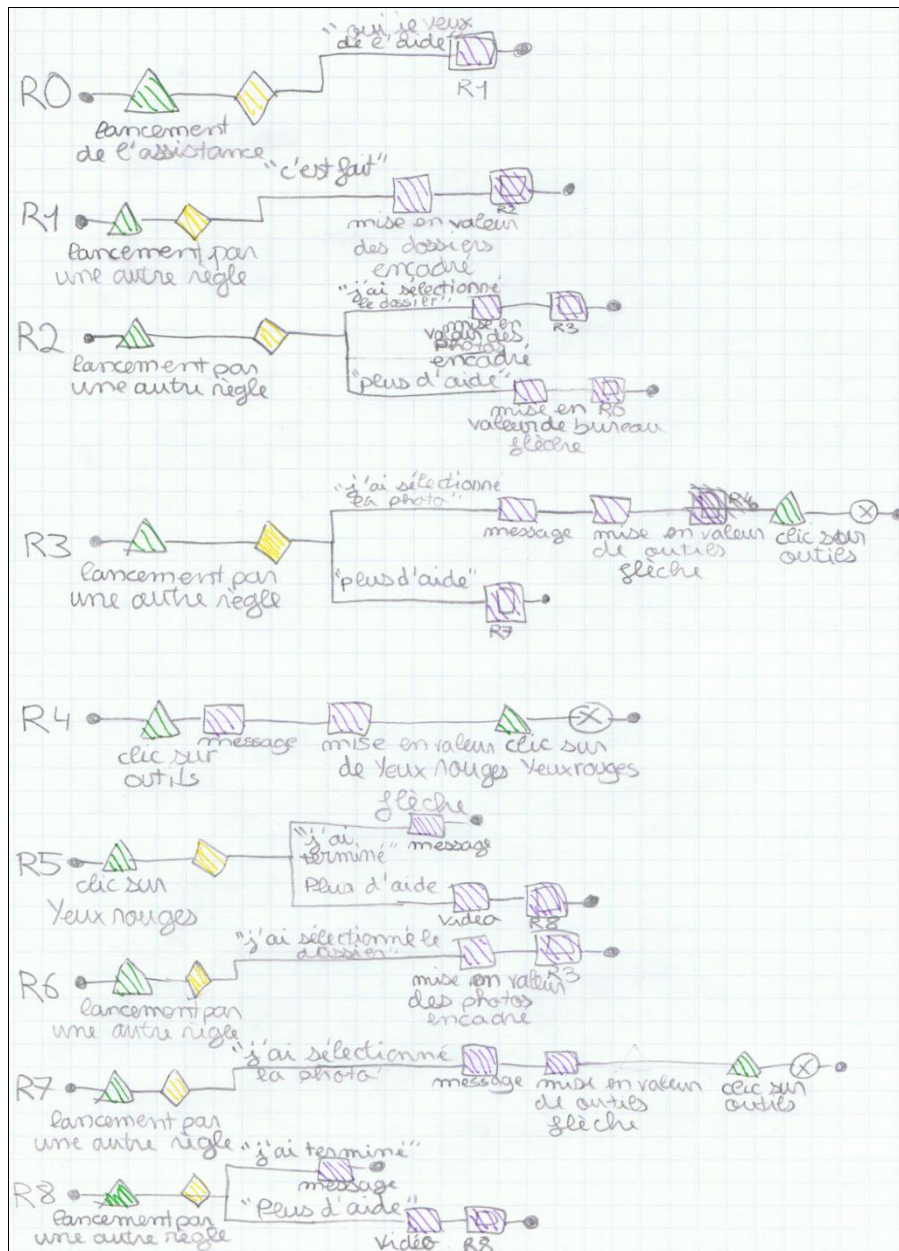 "oui je veux
de l'aide"
R0
R1
lancement
de l'assistance
"c'est fait"
R1
R2
mise en valeur
des dossiers
encadré
lancement par
une autre règle
"j'ai sélectionné
le dossier"
R2
R3
mise en
valeur des
photos
encadré
lancement par
une autre règle
"plus d'aide"
mise en
valeur de bureau
flèche
R0
"j'ai sélectionné
la photo"
R4
message
mise en valeur
de outils
flèche
clic sur
outils
R3
lancement par
une autre règle
"plus d'aide"
R7
R4
clic sur
outils
message
mise en valeur
de Yeux rouges
flèche
clic sur
Yeux rouges
R5
"j'ai
terminé
message
clic sur
Yeux rouges
Plus d'aide
vidéo
R8
"j'ai sélectionné le
dossier"
R6
lancement par
une autre règle
mise en valeur
des photos
encadré
R3
"j'ai sélectionné
la photo"
R7
message
mise en valeur
de outils
flèche
clic sur
outils
lancement par
une autre règle
"j'ai terminé"
message
R8
lancement par
une autre règle
"Plus d'aide"
vidéo
R8